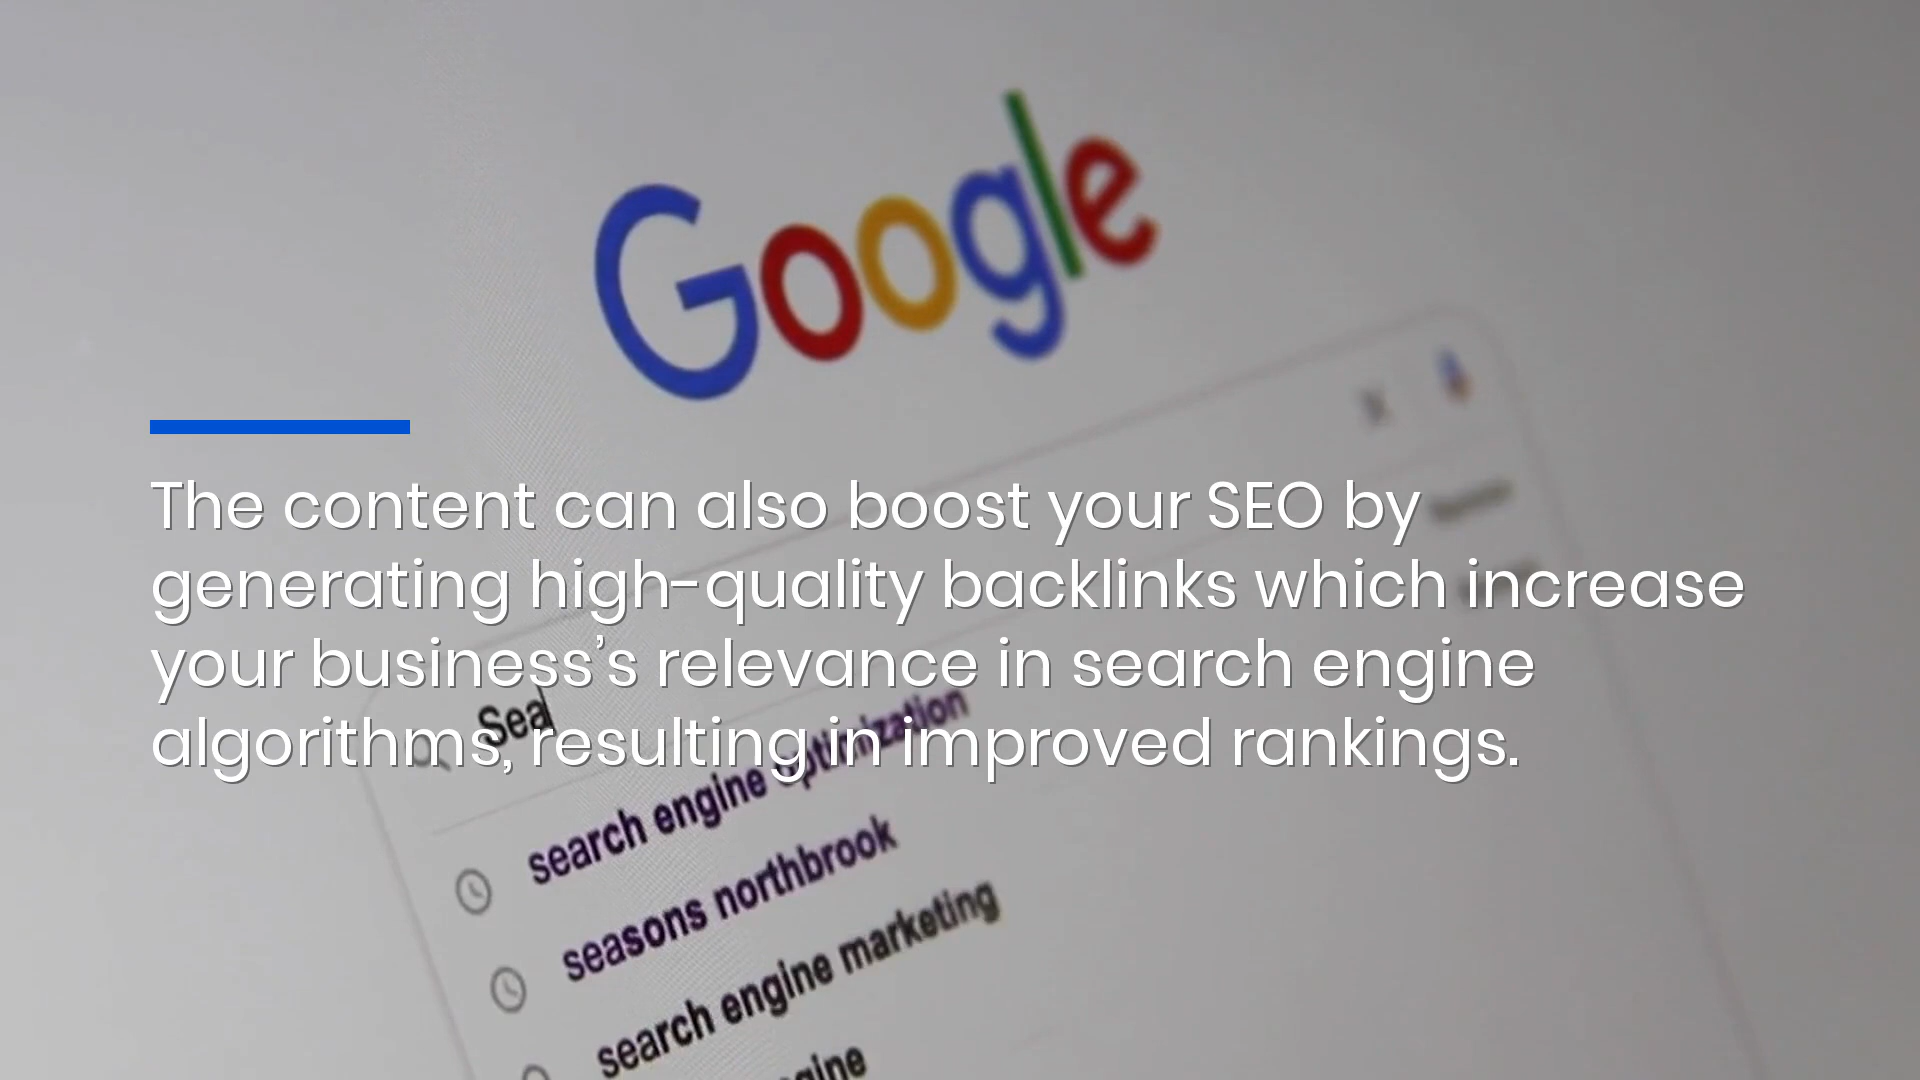 Google
The content can also boost your SEO by
generating high-quality backlinks which increase
your business’s relevance in search engine
algorithms, resulting in improved rankings.
Sea
search engine optimization
seasons northbrook
search engine marketing